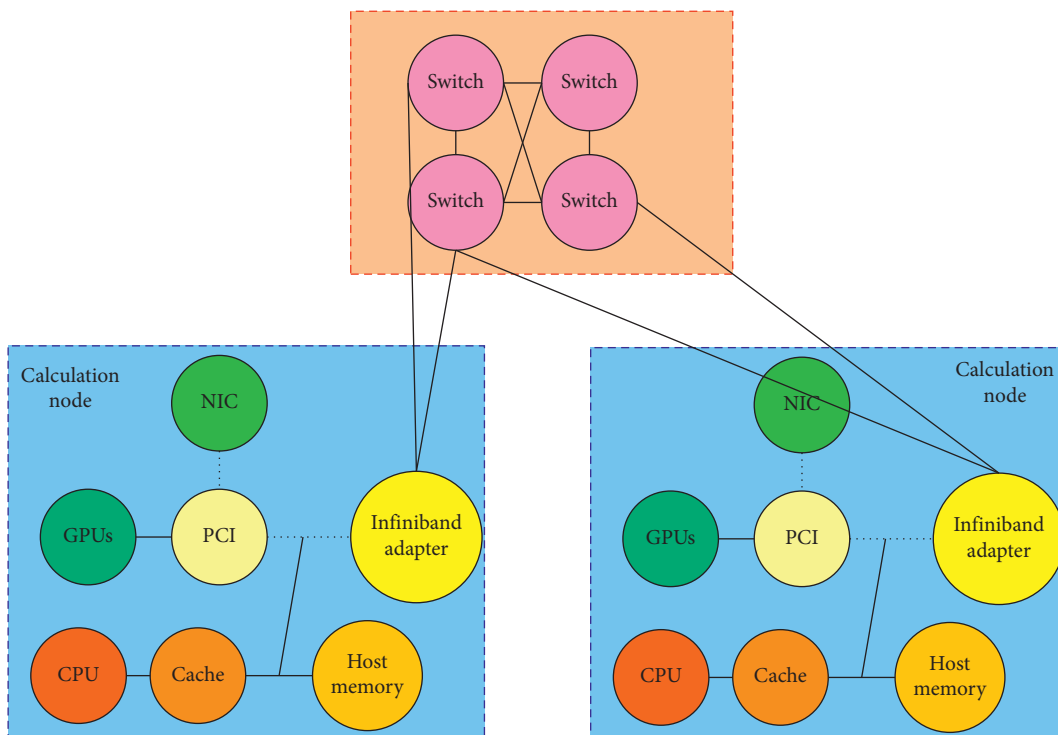 Switch
Switch
Switch
Switch
Calculation
node
NIC
GPUs
PCI
Infiniband
adapter
CPU
Cache
Host
memory
Calculation
node
NIC
GPUs
PCI
Infiniband
adapter
CPU
Cache
Host
memory